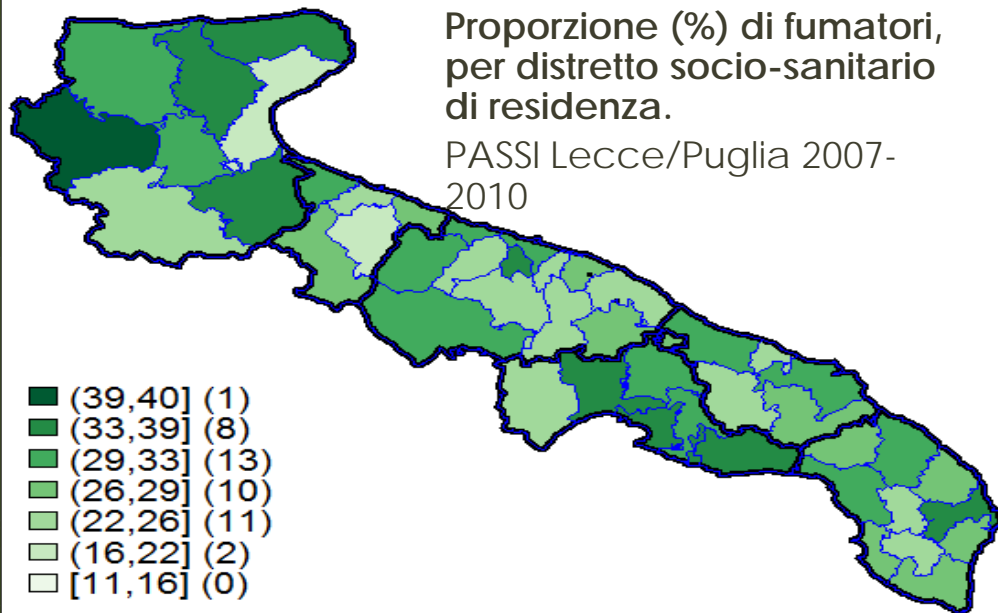 Proporzione (%) di fumatori,
per distretto socio-sanitario
di residenza.
PASSI Lecce/Puglia 2007-
2010
(39,40] (1)
(33,39] (8)
(29,33] (13)
(26,29] (10)
(22,26] (11)
(16,22] (2)
[11,16] (0)